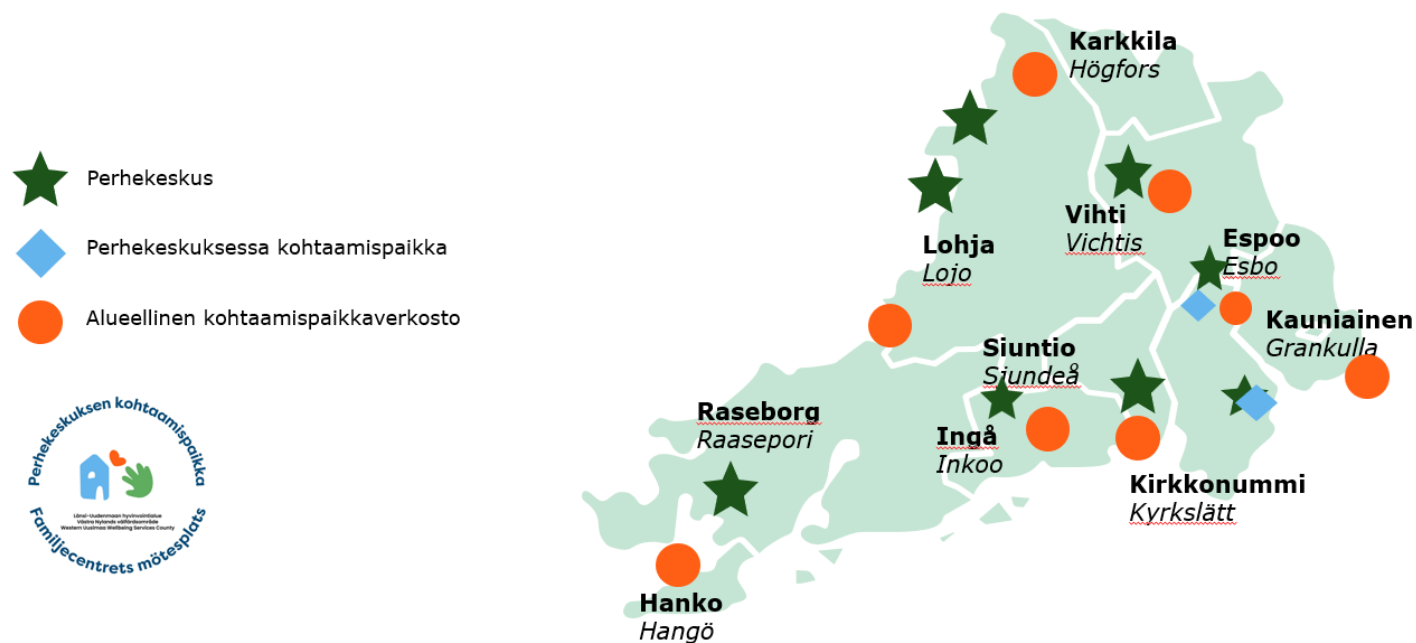 Perhekeskus
Perhekeskuksessa kohtaamispaikka
Alueellinen kohtaamispaikkaverkosto
Perhekeskuksen kohtaamispaikka
Länsi-Uudenmaan hyvinvointialue
Västra Nylands välfärdsområde
Western Uusimaa Wellbeing Services County
Familjecentrets mötesplats
Karkkila
Högfors
Vihti
Vichtis
Lohja
Lojo
Espoo
Esbo
Kauniainen
Grankulla
Siuntio
Sjundeå
Raseborg
Raasepori
Ingå
Inkoo
Kirkkonummi
Kyrkslätt
Hanko
Hangö